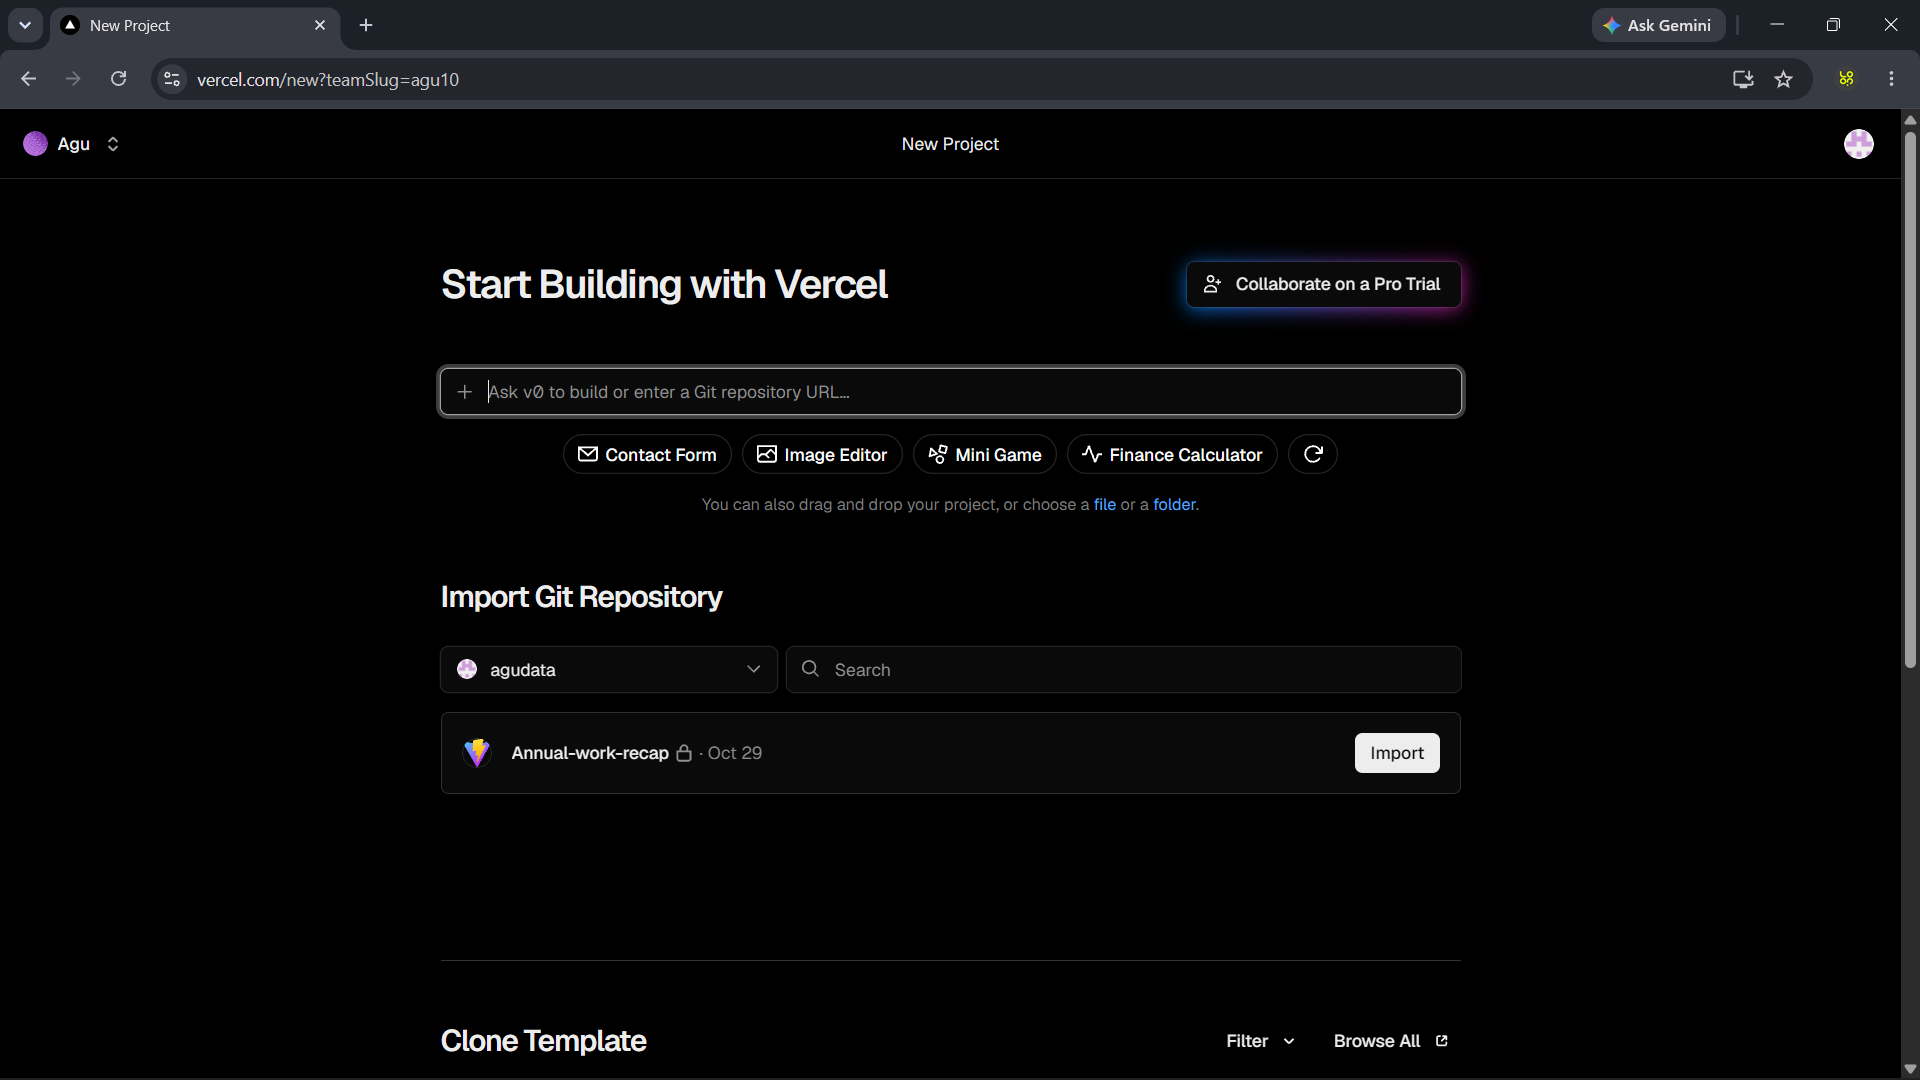 New Project
Ask Gemini
vercel.com/new?teamSlug=agu10
Agu
New Project
Start Building with Vercel
Collaborate on a Pro Trial
Ask v0 to build or enter a Git repository URL...
Contact Form
Image Editor
Mini Game
Finance Calculator
You can also drag and drop your project, or choose a file or a folder.
Import Git Repository
agudata
Search
Annual-work-recap · Oct 29
Import
Clone Template
Filter
Browse All